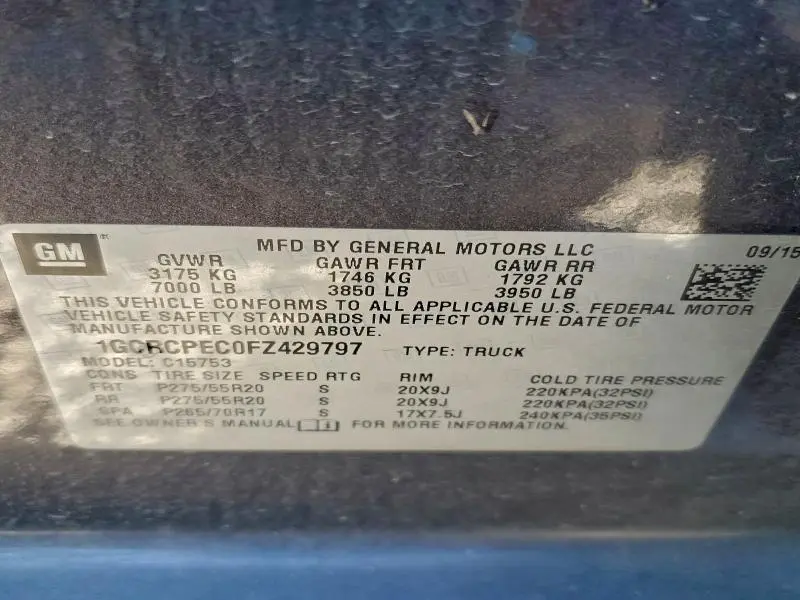 GM
MFD BY GENERAL MOTORS LLC
09/15
GVWR GAWR FRT GAWR RR
3175 KG 1746 KG 1792 KG
7000 LB 3850 LB 3950 LB
THIS VEHICLE CONFORMS TO ALL APPLICABLE U.S. FEDERAL MOTOR
VEHICLE SAFETY STANDARDS IN EFFECT ON THE DATE OF
MANUFACTURE SHOWN ABOVE.
1GCRCPEC0FZ429797 TYPE: TRUCK
MODEL: C15753
CONS TIRE SIZE SPEED RTG RIM COLD TIRE PRESSURE
FRT P275/55R20 S 20X9J 220KPA(32PSI)
RR P275/55R20 S 20X9J 220KPA(32PSI)
SPA P265/70R17 S 17X7.5J 240KPA(35PSI)
SEE OWNER'S MANUAL FOR MORE INFORMATION.